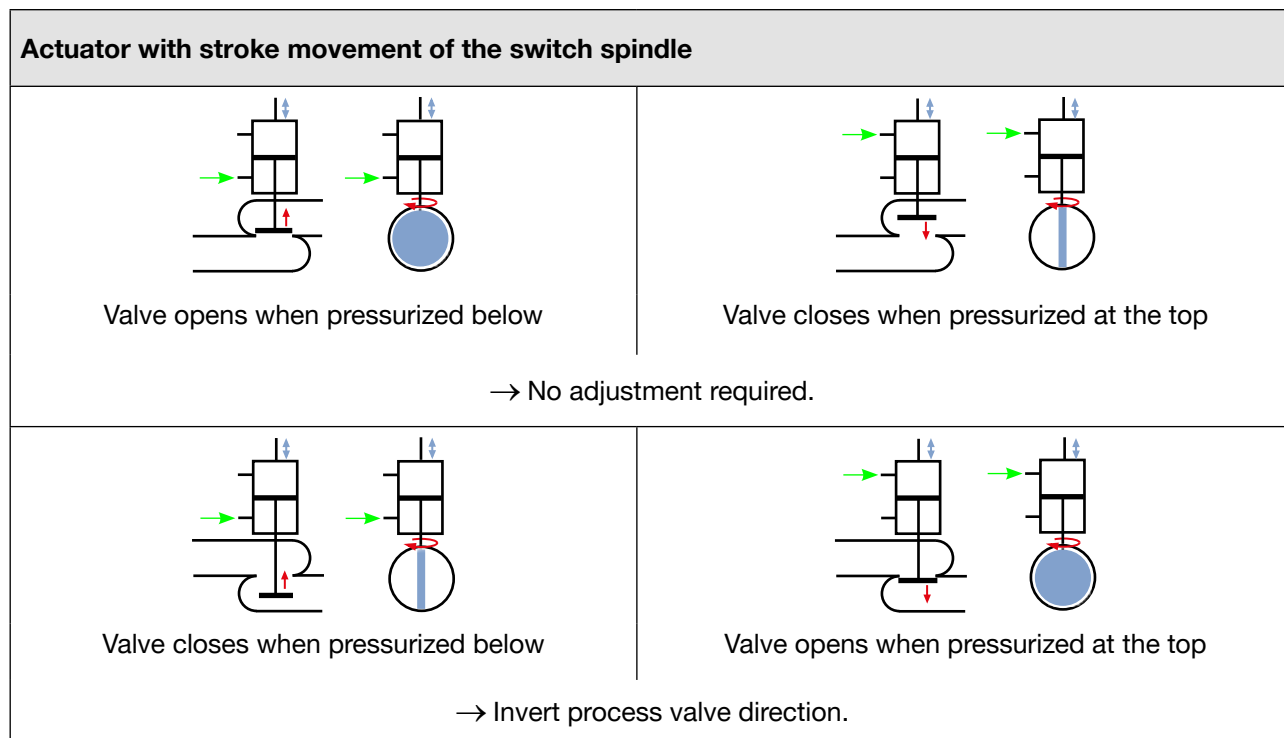 Actuator with stroke movement of the switch spindle
Valve opens when pressurized below
Valve closes when pressurized at the top
→ No adjustment required.
Valve closes when pressurized below
Valve opens when pressurized at the top
→ Invert process valve direction.